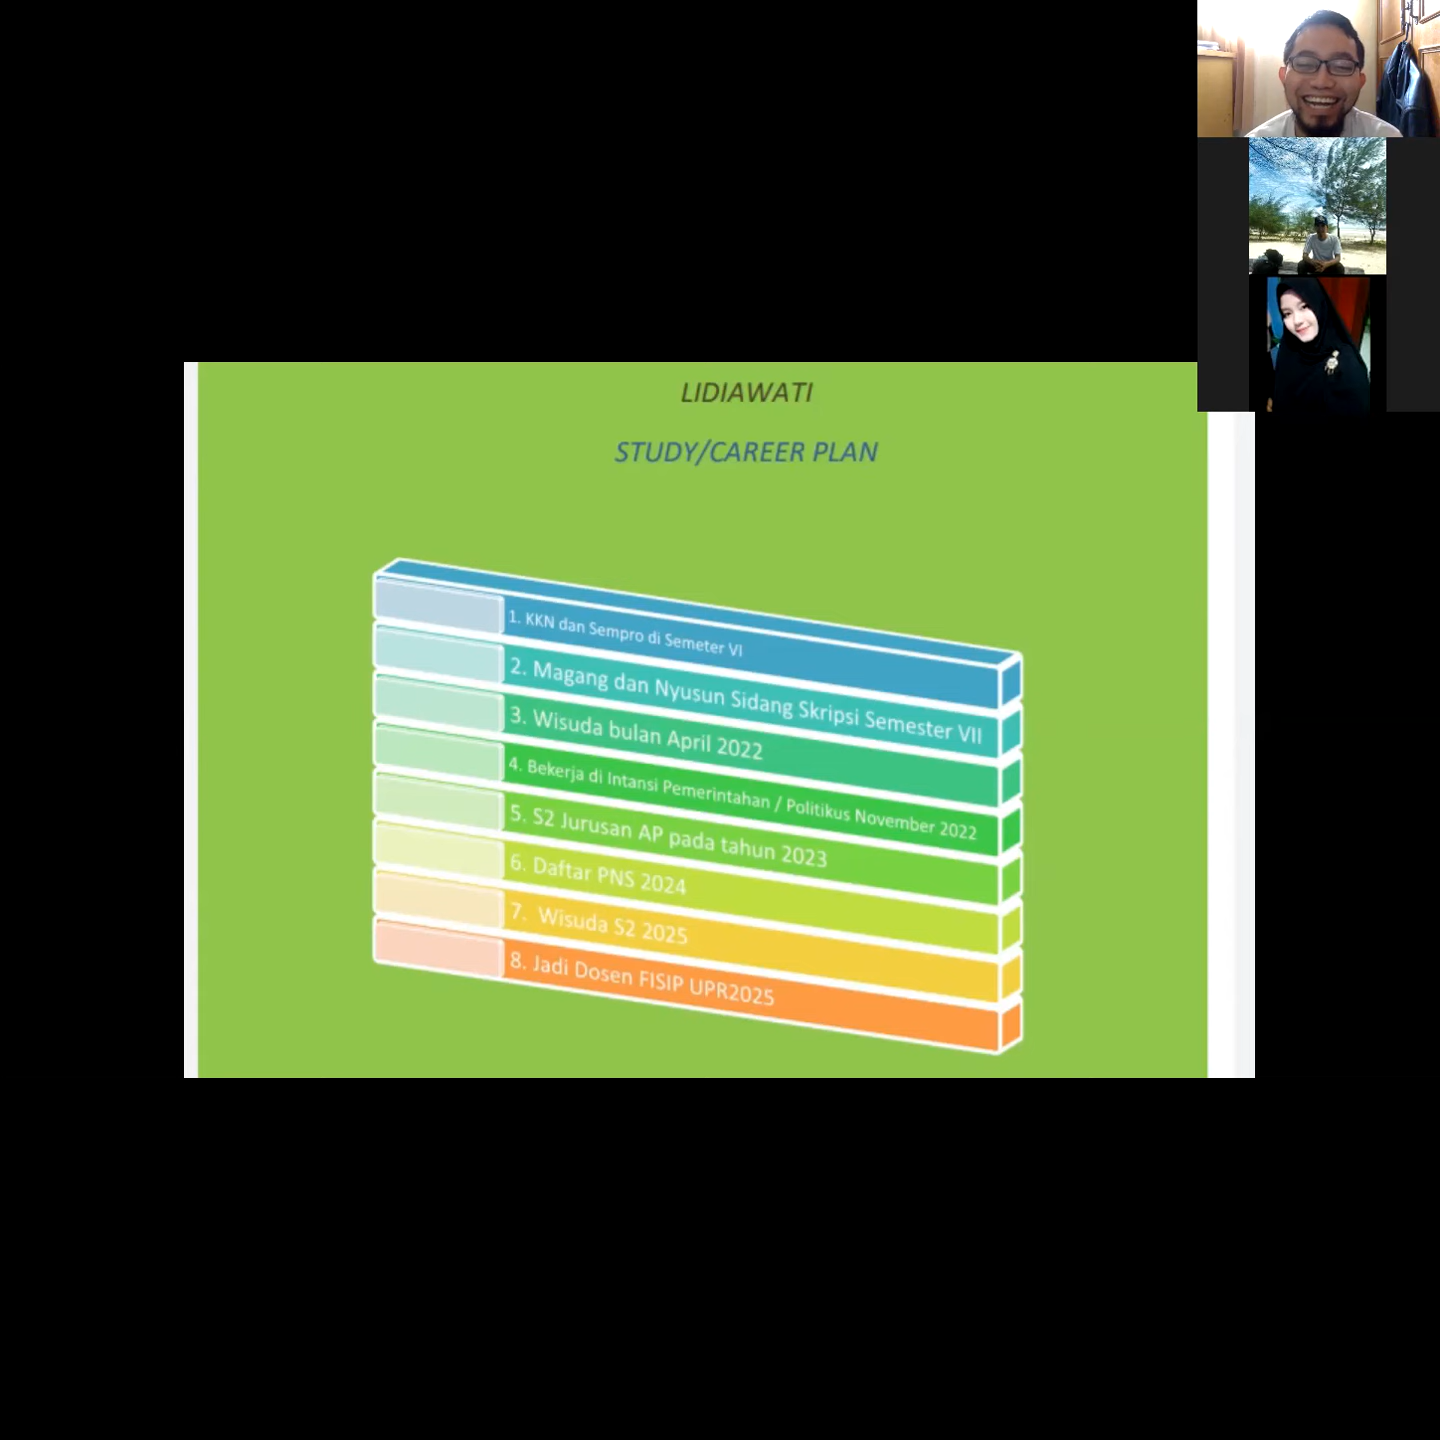 LIDIAWATI
STUDY/CAREER PLAN
1. KKN dan Sempro di Semeter VI
2. Magang dan Nyusun Sidang Skripsi Semester VII
3. Wisuda bulan April 2022
4. Bekerja di Intansi Pemerintahan / Politikus November 2022
5. S2 Jurusan AP pada tahun 2023
6. Daftar PNS 2024
7. Wisuda S2 2025
8. Jadi Dosen FISIP UPR2025